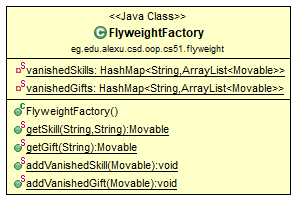 <<Java Class>>
FlyweightFactory
eg.edu.alexu.csd.oop.cs51.flyweight
vanishedSkills: HashMap<String,ArrayList<Movable>>
vanishedGifts: HashMap<String,ArrayList<Movable>>
FlyweightFactory()
getSkill(String,String):Movable
getGift(String):Movable
addVanishedSkill(Movable):void
addVanishedGift(Movable):void